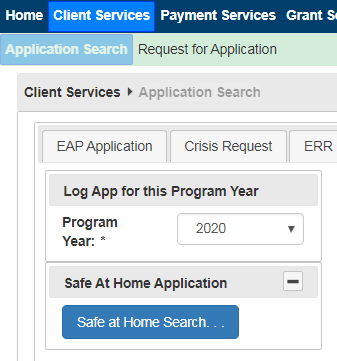 Home Client Services Payment Services Grant S
Application Search Request for Application
Client Services Application Search
EAP Application Crisis Request ERR
Log App for this Program Year
Program
Year: * 2020
Safe At Home Application
Safe at Home Search. . .